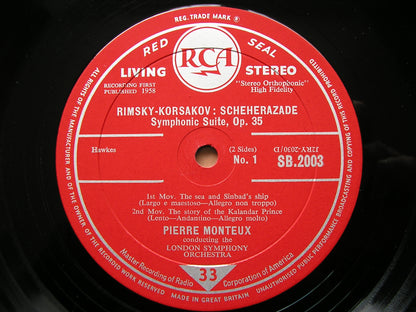 REG. TRADE MARK ®
RED SEAL
RCA
LIVING STEREO
RECORDING FIRST PUBLISHED 1958
"Stereo Orthophonic" High Fidelity
RIMSKY-KORSAKOV : SCHEHERAZADE
Symphonic Suite, Op. 35
Hawkes
(2 Sides)
No. 1
SB.2003
1st Mov. The sea and Sinbad's ship
(Largo e maestoso—Allegro non troppo)
2nd Mov. The story of the Kalandar Prince
(Lento—Andantino—Allegro molto)
PIERRE MONTEUX
conducting the
LONDON SYMPHONY
ORCHESTRA
33
Master Recording of Radio Corporation of America
MADE IN GREAT BRITAIN
ALL RIGHTS OF THE MANUFACTURER AND OF THE OWNER OF THE RECORDED WORK RESERVED
UNAUTHORISED PUBLIC PERFORMANCE BROADCASTING AND COPYING OF THIS RECORD PROHIBITED